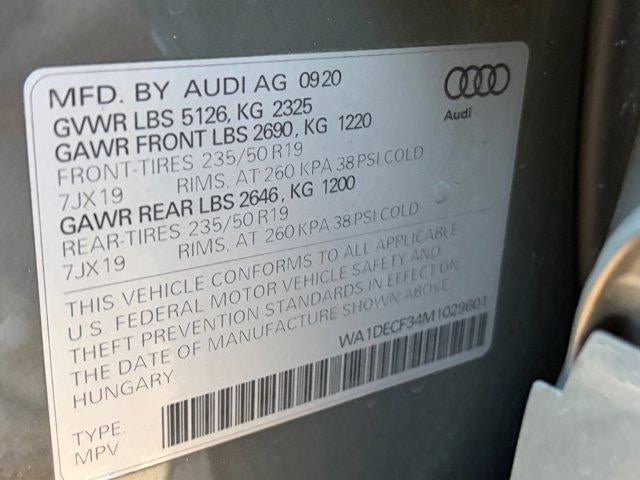 MFD. BY AUDI AG 0920
GVWR LBS 5126, KG 2325
GAWR FRONT LBS 2690, KG 1220
FRONT-TIRES 235/50 R19
7JX19 RIMS, AT 260 KPA 38 PSI COLD
GAWR REAR LBS 2646, KG 1200
REAR-TIRES 235/50 R19
7JX19 RIMS, AT 260 KPA 38 PSI COLD
THIS VEHICLE CONFORMS TO ALL APPLICABLE
U.S. FEDERAL MOTOR VEHICLE SAFETY AND
THEFT PREVENTION STANDARDS IN EFFECT ON
THE DATE OF MANUFACTURE SHOWN ABOVE.
HUNGARY
WA1DECF34M1029601
TYPE:
MPV
Audi